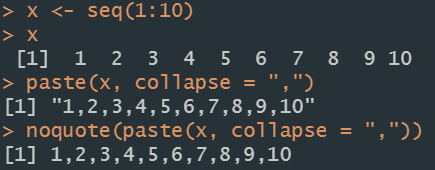 > x <- seq(1:10)
> x
 [1]  1  2  3  4  5  6  7  8  9 10
> paste(x, collapse = ",")
[1] "1,2,3,4,5,6,7,8,9,10"
> noquote(paste(x, collapse = ","))
[1] 1,2,3,4,5,6,7,8,9,10